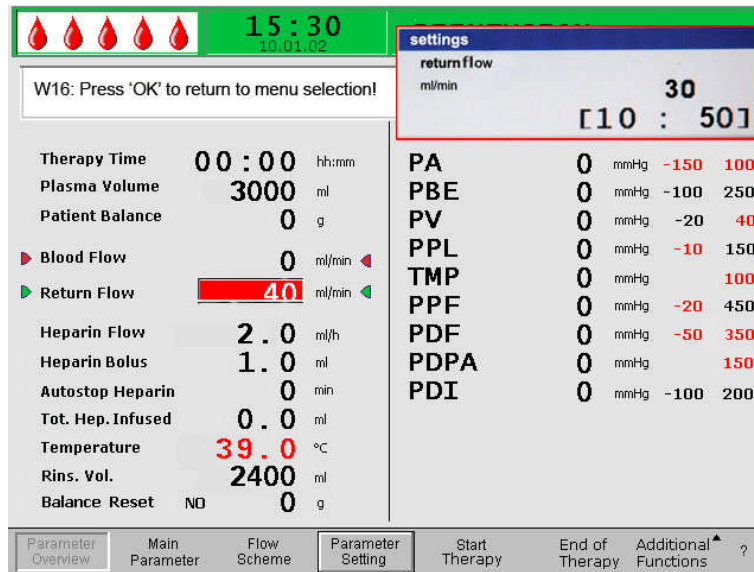 15:30
10.01.02
settings
return flow
ml/min 30
[10 : 50]
W16: Press 'OK' to return to menu selection!
Therapy Time 00:00 hh:mm
Plasma Volume 3000 ml
Patient Balance 0 g
Blood Flow 0 ml/min
Return Flow 40 ml/min
Heparin Flow 2.0 ml/h
Heparin Bolus 1.0 ml
Autostop Heparin 0 min
Tot. Hep. Infused 0.0 ml
Temperature 39.0 °C
Rins. Vol. 2400 ml
Balance Reset NO 0 g
PA 0 mmHg -150 100
PBE 0 mmHg -100 250
PV 0 mmHg -20 40
PPL 0 mmHg -10 150
TMP 0 mmHg 100
PPF 0 mmHg -20 450
PDF 0 mmHg -50 350
PDPA 0 mmHg 150
PDI 0 mmHg -100 200
Parameter Overview
Main Parameter
Flow Scheme
Parameter Setting
Start Therapy
End of Therapy
Additional Functions
?